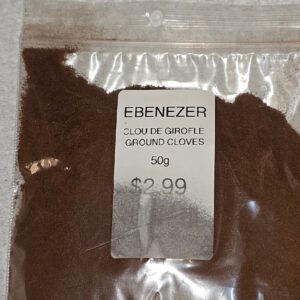 EBENEZER
CLOU DE GIROFLE
GROUND CLOVES
50g
$2.99